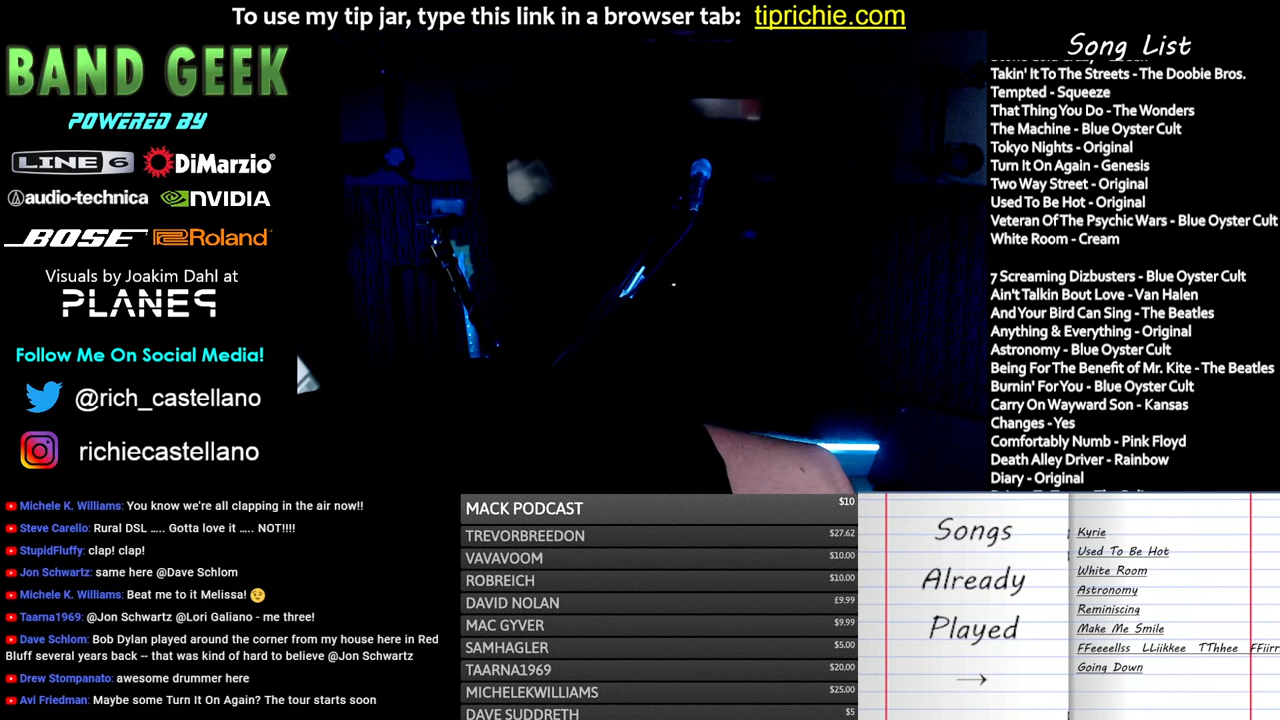 To use my tip jar, type this link in a browser tab: tiprichie.com
BAND GEEK
POWERED BY
LINE 6
DiMarzio®
audio-technica
NVIDIA
BOSE
Roland
Visuals by Joakim Dahl at
PLANE9
Follow Me On Social Media!
@rich_castellano
richiecastellano
Song List
Takin' It To The Streets - The Doobie Bros.
Tempted - Squeeze
That Thing You Do - The Wonders
The Machine - Blue Oyster Cult
Tokyo Nights - Original
Turn It On Again - Genesis
Two Way Street - Original
Used To Be Hot - Original
Veteran Of The Psychic Wars - Blue Oyster Cult
White Room - Cream
7 Screaming Dizbusters - Blue Oyster Cult
Ain't Talkin Bout Love - Van Halen
And Your Bird Can Sing - The Beatles
Anything & Everything - Original
Astronomy - Blue Oyster Cult
Being For The Benefit of Mr. Kite - The Beatles
Burnin' For You - Blue Oyster Cult
Carry On Wayward Son - Kansas
Changes - Yes
Comfortably Numb - Pink Floyd
Death Alley Driver - Rainbow
Diary - Original
Michele K. Williams: You know we're all clapping in the air now!!
Steve Carello: Rural DSL ..... Gotta love it ..... NOT!!!!
StupidFluffy: clap! clap!
Jon Schwartz: same here @Dave Schlom
Michele K. Williams: Beat me to it Melissa! 😉
Taarna1969: @Jon Schwartz @Lori Galiano - me three!
Dave Schlom: Bob Dylan played around the corner from my house here in Red
Bluff several years back -- that was kind of hard to believe @Jon Schwartz
Drew Stompanato: awesome drummer here
Avi Friedman: Maybe some Turn It On Again? The tour starts soon
MACK PODCAST $10
TREVORBREEDON $27.62
VAVAVOOM $10.00
ROBREICH $10.00
DAVID NOLAN £9.99
MAC GYVER $9.99
SAMHAGLER $5.00
TAARNA1969 $20.00
MICHELEKWILLIAMS $25.00
DAVE SUDDRETH $5
Songs
Already
Played
→
Kyrie
Used To Be Hot
White Room
Astronomy
Reminiscing
Make Me Smile
FFeeeellss LLiikkee TThhee FFiirr
Going Down